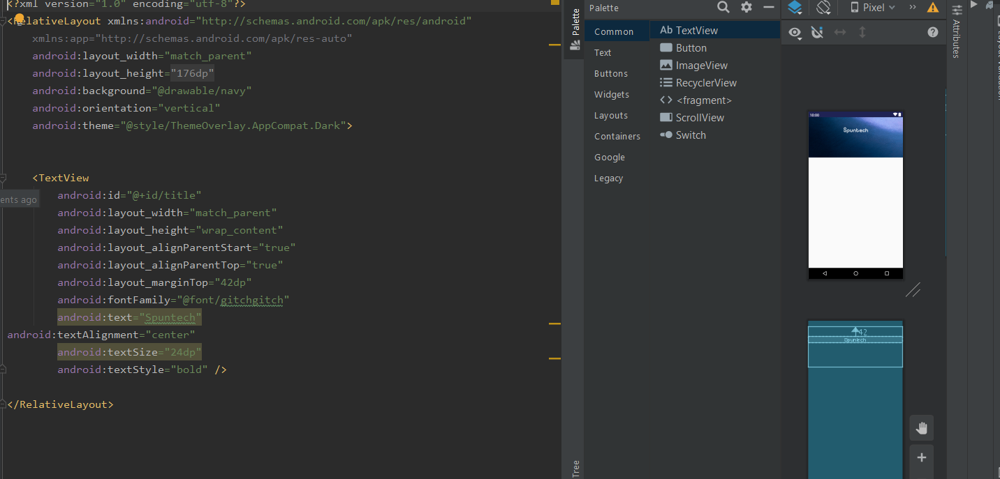 <?xml version="1.0" encoding="utf-8"?>
<RelativeLayout xmlns:android="http://schemas.android.com/apk/res/android"
xmlns:app="http://schemas.android.com/apk/res-auto"
android:layout_width="match_parent"
android:layout_height="176dp"
android:background="@drawable/navy"
android:orientation="vertical"
android:theme="@style/ThemeOverlay.AppCompat.Dark">
<TextView
android:id="@+id/title"
ents ago
android:layout_width="match_parent"
android:layout_height="wrap_content"
android:layout_alignParentStart="true"
android:layout_alignParentTop="true"
android:layout_marginTop="42dp"
android:fontFamily="@font/gitchgitch"
android:text="Spuntech"
android:textAlignment="center"
android:textSize="24dp"
android:textStyle="bold" />
</RelativeLayout>
Palette
Tree
Palette
Common
Text
Buttons
Widgets
Layouts
Containers
Google
Legacy
Ab TextView
Button
ImageView
RecyclerView
<fragment>
ScrollView
Switch
Pixel
10:00
Spuntech
42
Spuntech
Attributes